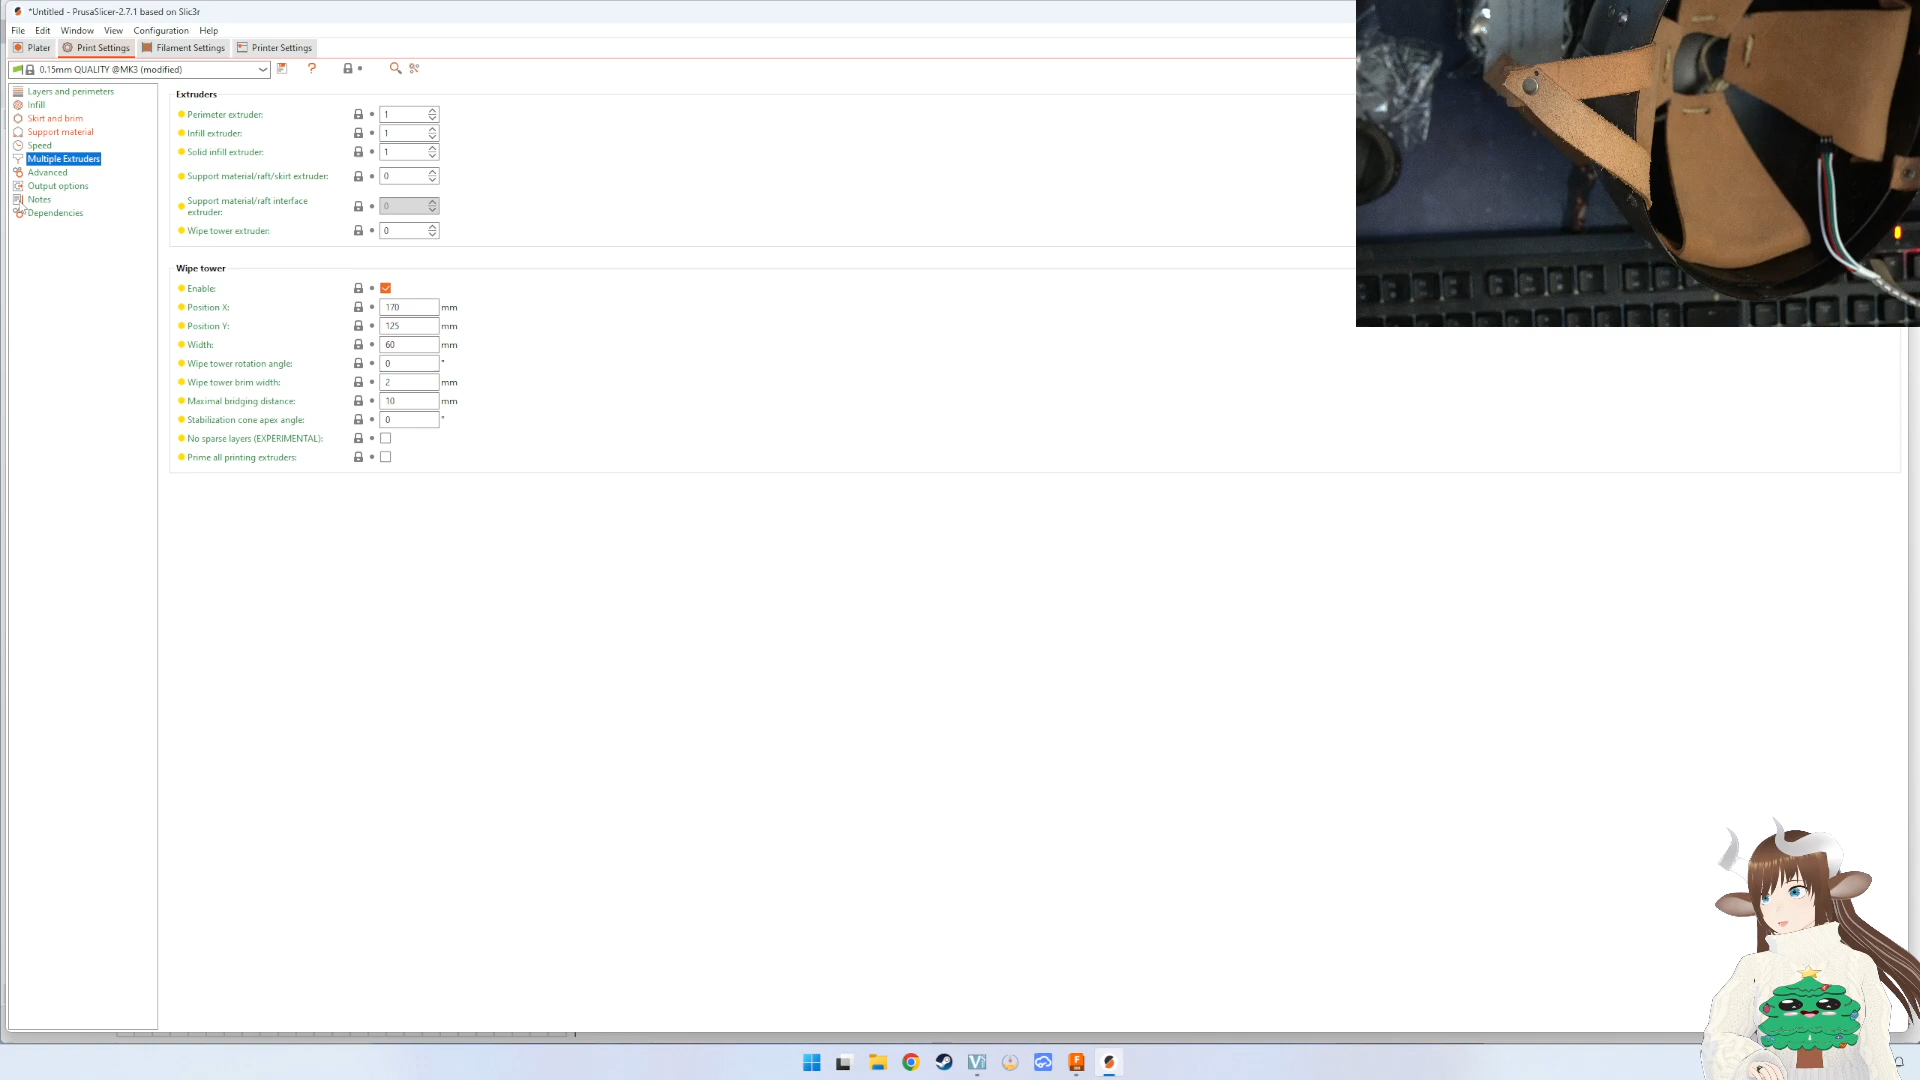 *Untitled - PrusaSlicer-2.7.1 based on Slic3r
File Edit Window View Configuration Help
Plater Print Settings Filament Settings Printer Settings
0.15mm QUALITY @MK3 (modified)
Layers and perimeters
Infill
Skirt and brim
Support material
Speed
Multiple Extruders
Advanced
Output options
Notes
Dependencies
Extruders
Perimeter extruder: 1
Infill extruder: 1
Solid infill extruder: 1
Support material/raft/skirt extruder: 0
Support material/raft interface
extruder: 0
Wipe tower extruder: 0
Wipe tower
Enable:
Position X: 170 mm
Position Y: 125 mm
Width: 60 mm
Wipe tower rotation angle: 0 °
Wipe tower brim width: 2 mm
Maximal bridging distance: 10 mm
Stabilization cone apex angle: 0 °
No sparse layers (EXPERIMENTAL):
Prime all printing extruders: